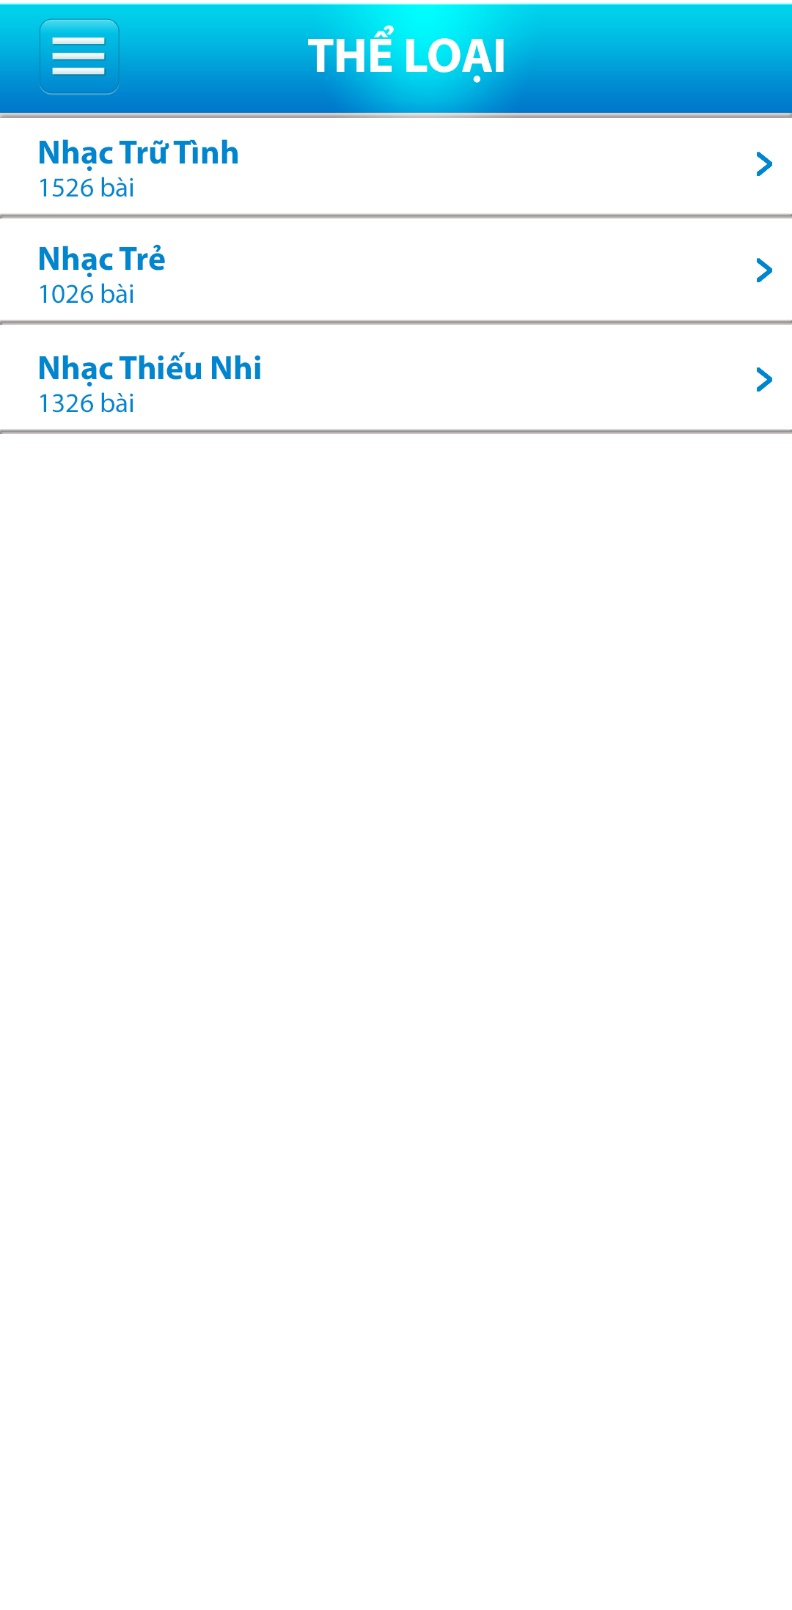 THỂ LOẠI
Nhạc Trữ Tình
1526 bài
Nhạc Trẻ
1026 bài
Nhạc Thiếu Nhi
1326 bài